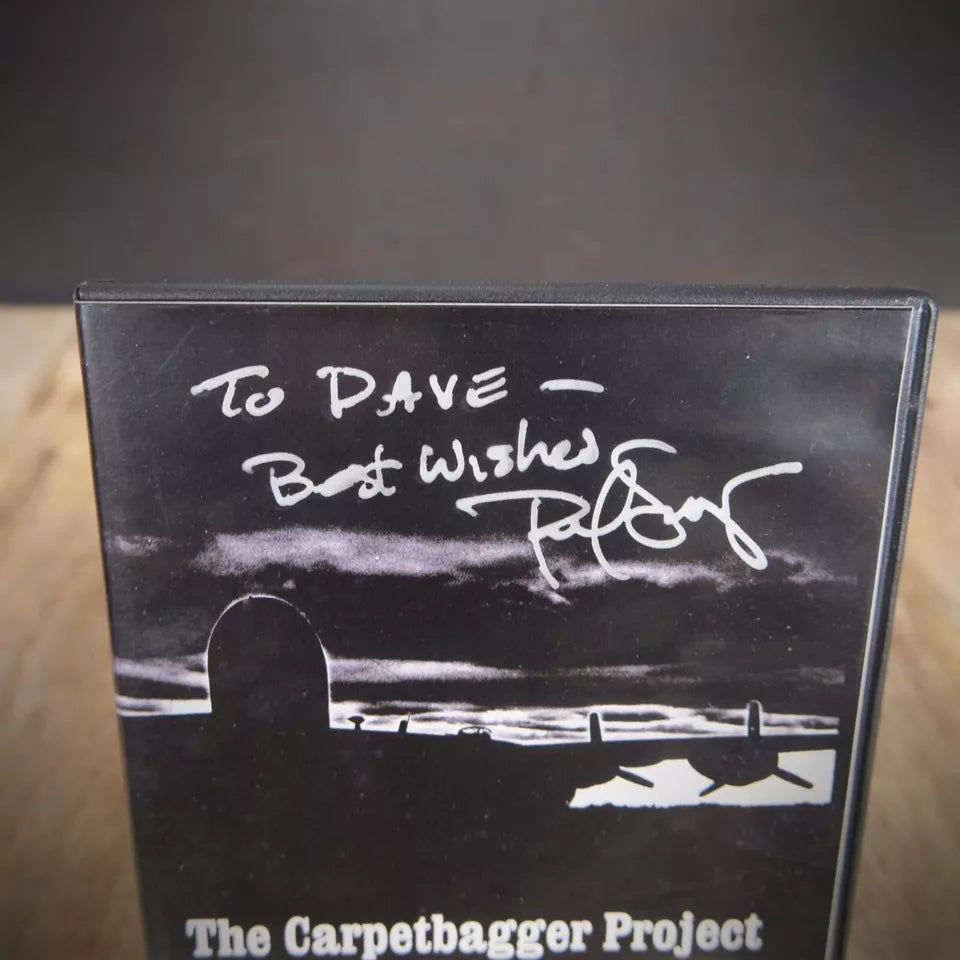 To DAVE —
Best Wishes
The Carpetbagger Project